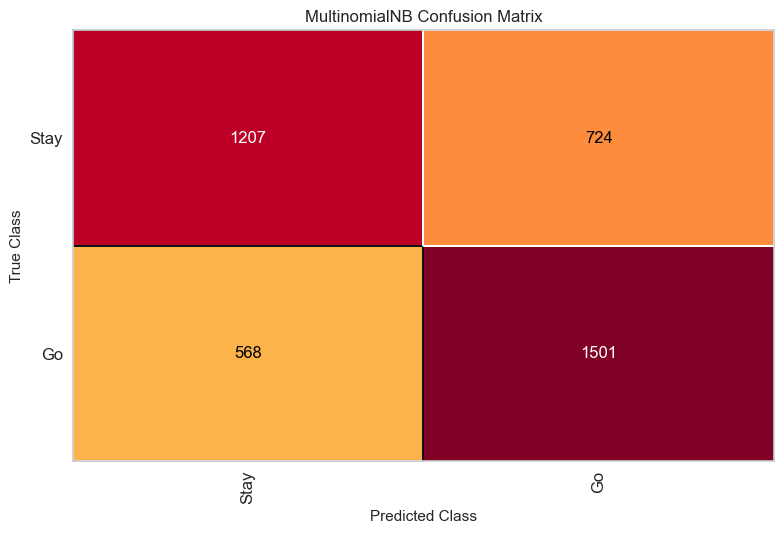 MultinomialNB Confusion Matrix
Stay
1207
724
True Class
Go
568
1501
Stay
Go
Predicted Class